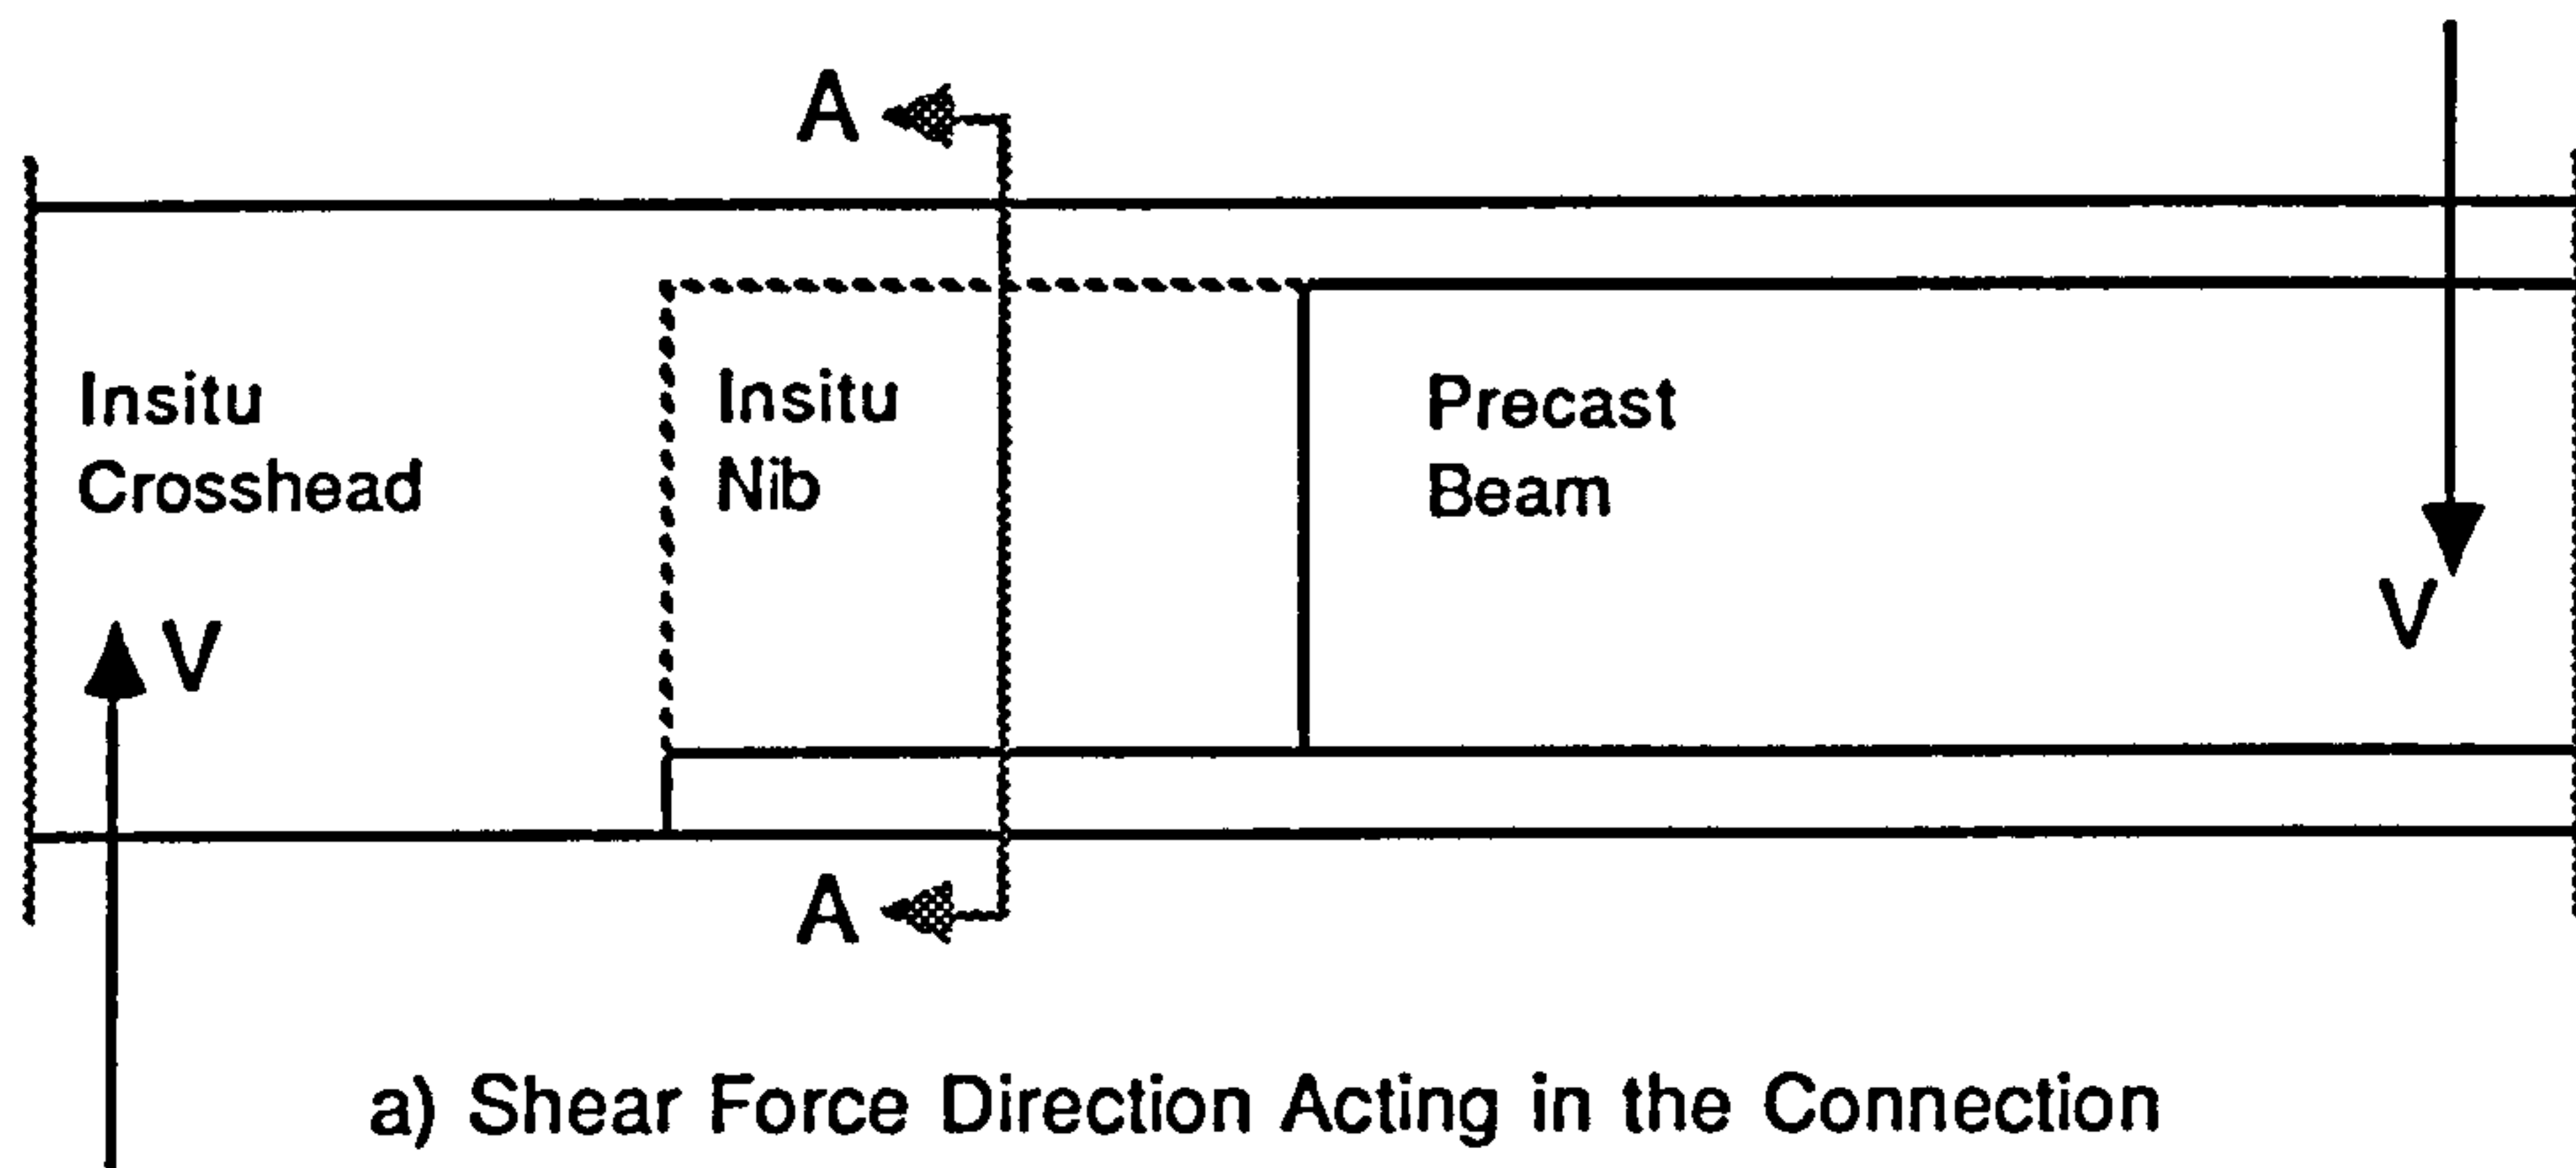 A
Insitu
Crosshead
Insitu
Nib
Precast
Beam
V
V
A
a) Shear Force Direction Acting in the Connection